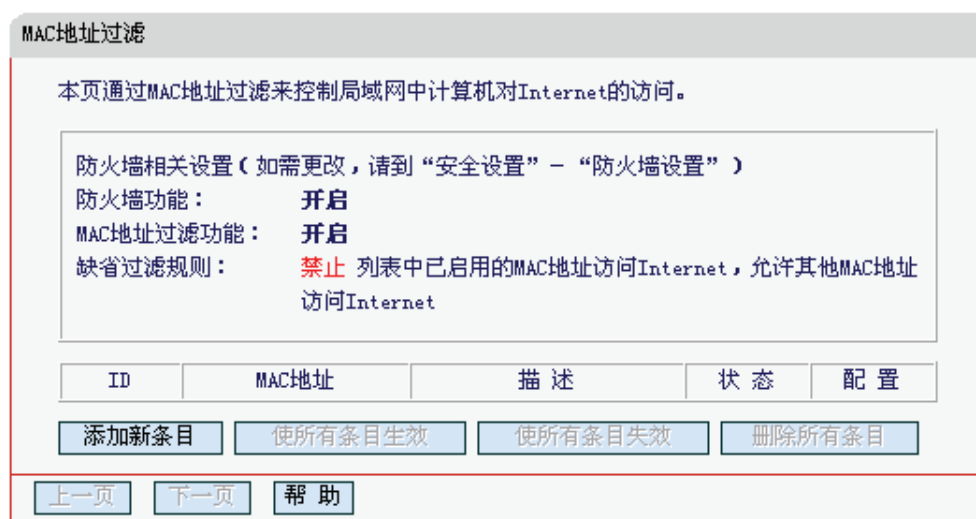 MAC地址过滤
本页通过MAC地址过滤来控制局域网中计算机对Internet的访问。
防火墙相关设置(如需更改,请到“安全设置”-“防火墙设置”)
防火墙功能: 开启
MAC地址过滤功能: 开启
缺省过滤规则: 禁止 列表中已启用的MAC地址访问Internet,允许其他MAC地址
访问Internet
ID MAC地址 描 述 状 态 配 置
添加新条目 使所有条目生效 使所有条目失效 删除所有条目
上一页 下一页 帮 助